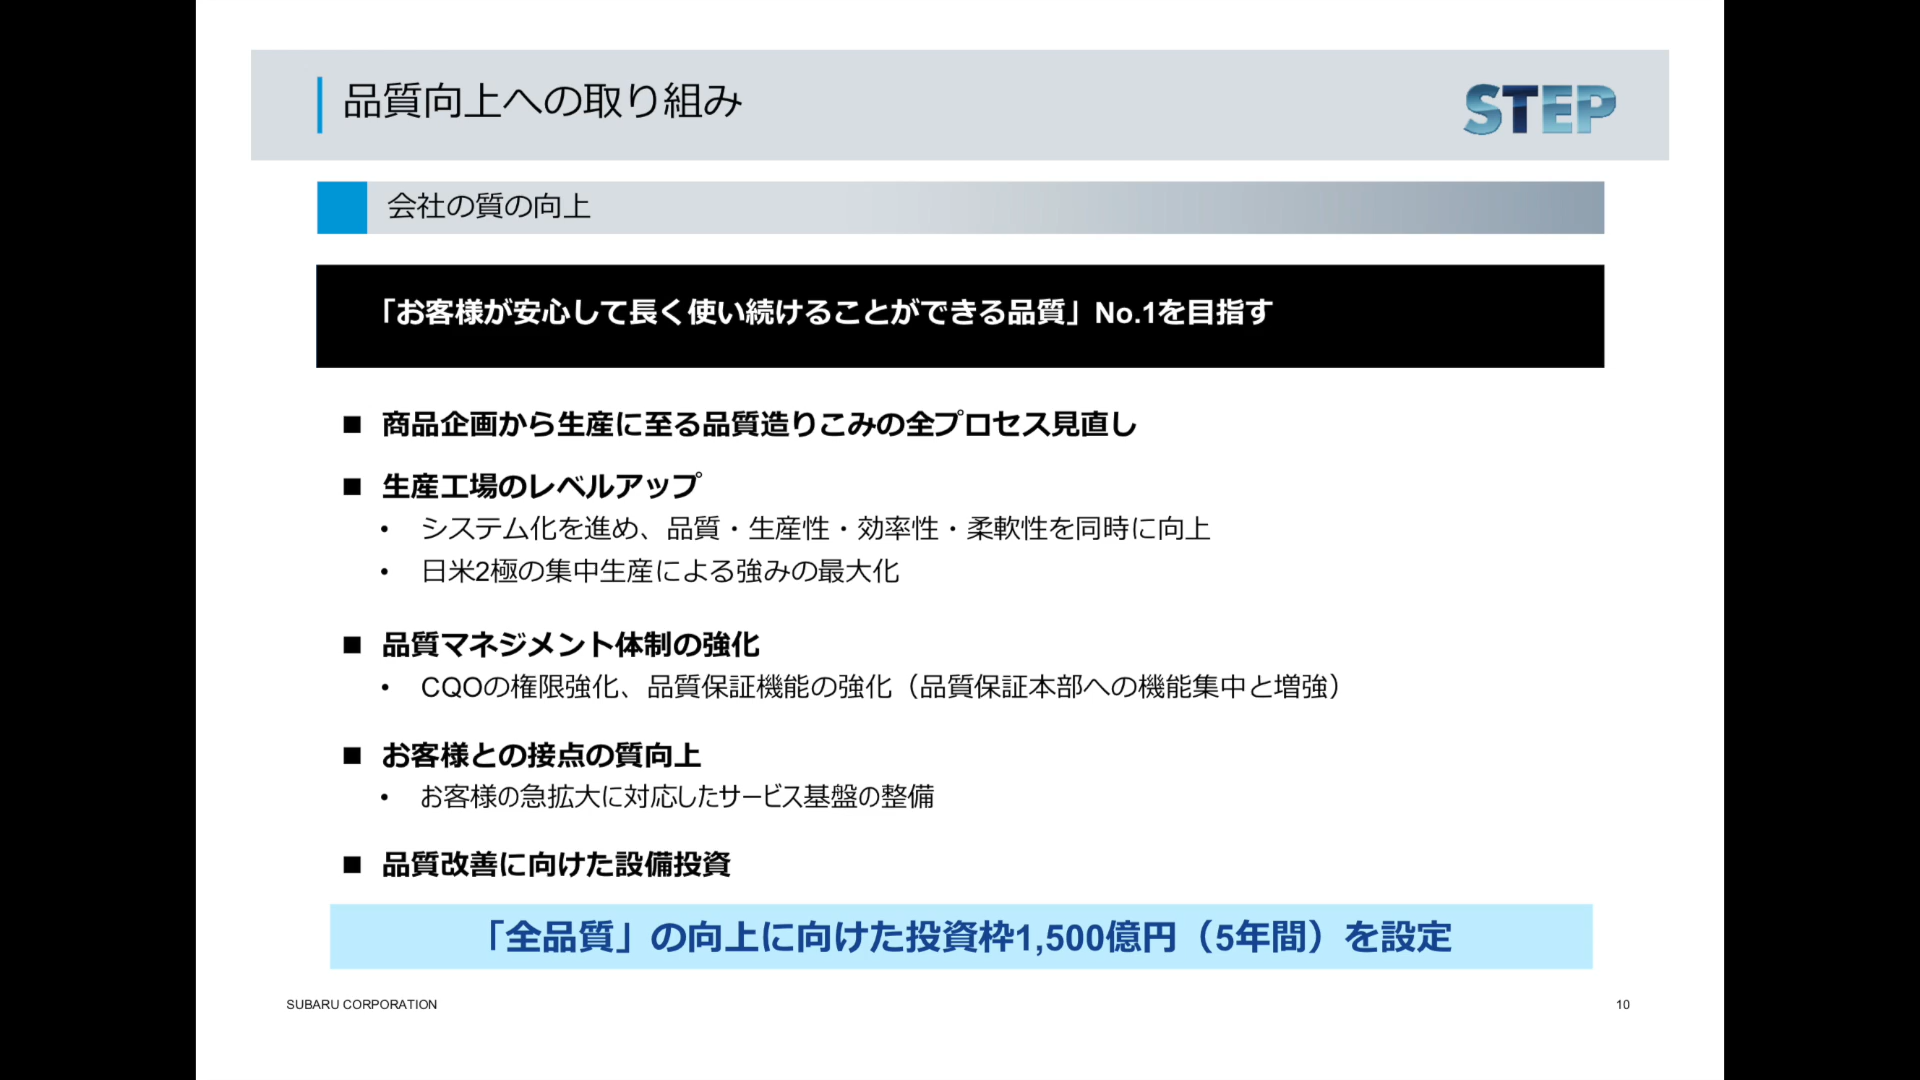 品質向上への取り組み
STEP
会社の質の向上
「お客様が安心して長く使い続けることができる品質」No.1を目指す
■ 商品企画から生産に至る品質造りこみの全プロセス見直し
■ 生産工場のレベルアップ
• システム化を進め、品質・生産性・効率性・柔軟性を同時に向上
• 日米2極の集中生産による強みの最大化
■ 品質マネジメント体制の強化
• CQOの権限強化、品質保証機能の強化（品質保証本部への機能集中と増強）
■ お客様との接点の質向上
• お客様の急拡大に対応したサービス基盤の整備
■ 品質改善に向けた設備投資
「全品質」の向上に向けた投資枠1,500億円（5年間）を設定
SUBARU CORPORATION
10